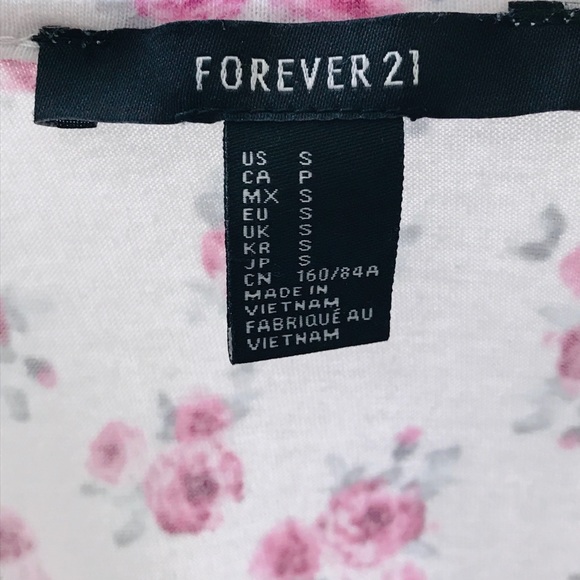 FOREVER 21
US S
CA P
MX S
EU S
UK S
KR S
JP S
CN 160/84A
MADE IN
VIETNAM
FABRIQUÉ AU
VIETNAM